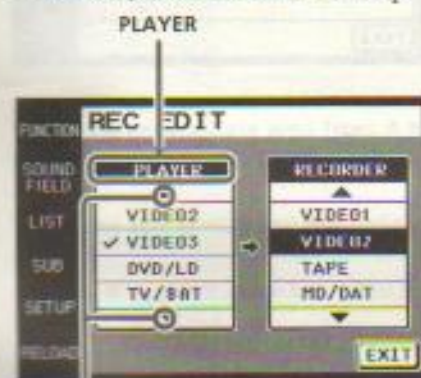 PLAYER
FUNCTION
REC EDIT
SOUND FIELD
PLAYER
RECORDER
LIST
VIDEO2
VIDEO1
✓ VIDEO3
VIDEO2
SUB
DVD/LD
TAPE
SETUP
TV/SAT
MD/DAT
RELOAD
EXIT